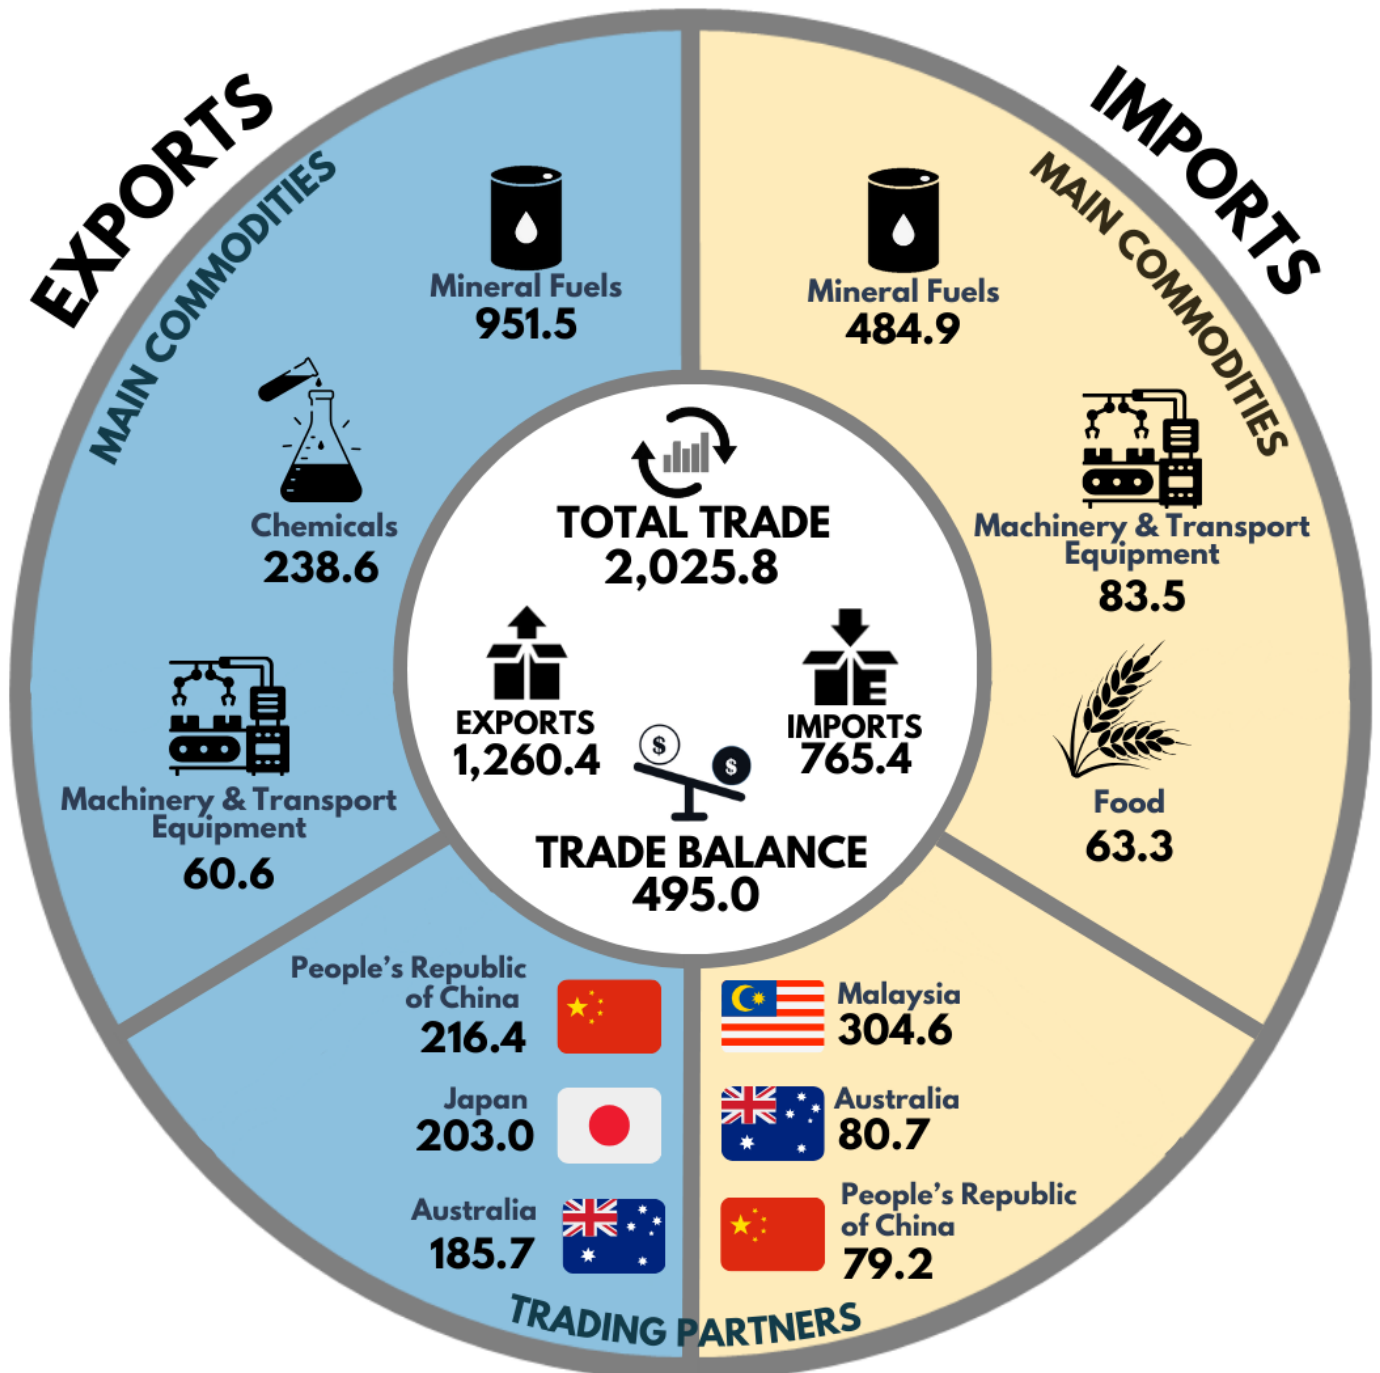 EXPORTS
MAIN COMMODITIES
Mineral Fuels
951.5
Chemicals
238.6
Machinery & Transport
Equipment
60.6
IMPORTS
MAIN COMMODITIES
Mineral Fuels
484.9
Machinery & Transport
Equipment
83.5
Food
63.3
TOTAL TRADE
2,025.8
EXPORTS
1,260.4
IMPORTS
765.4
$
$
TRADE BALANCE
495.0
People's Republic
of China
216.4
Japan
203.0
Australia
185.7
Malaysia
304.6
Australia
80.7
People's Republic
of China
79.2
TRADING PARTNERS